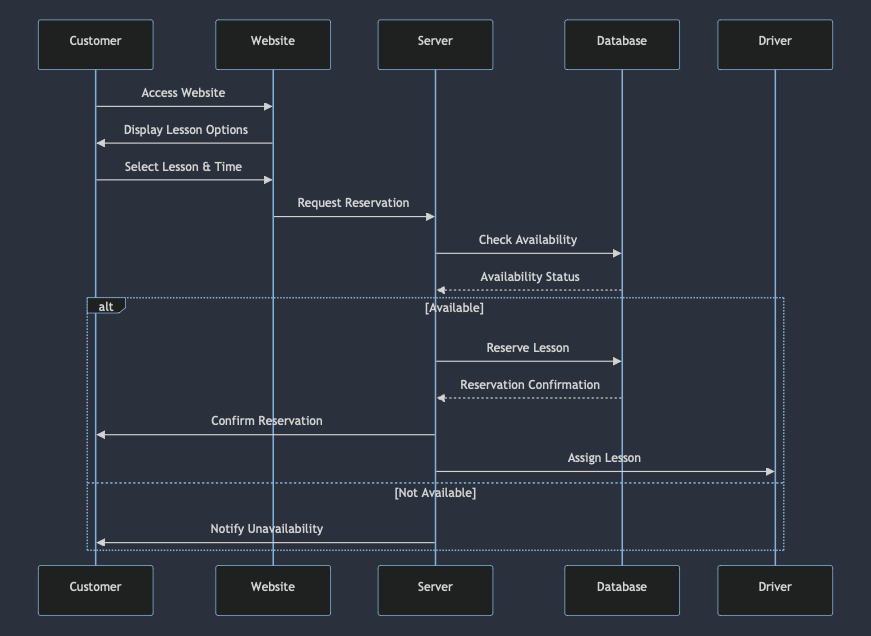 Customer Website Server Database Driver
Access Website
Display Lesson Options
Select Lesson & Time
Request Reservation
Check Availability
Availability Status
alt
[Available]
Reserve Lesson
Reservation Confirmation
Confirm Reservation
Assign Lesson
[Not Available]
Notify Unavailability
Customer Website Server Database Driver